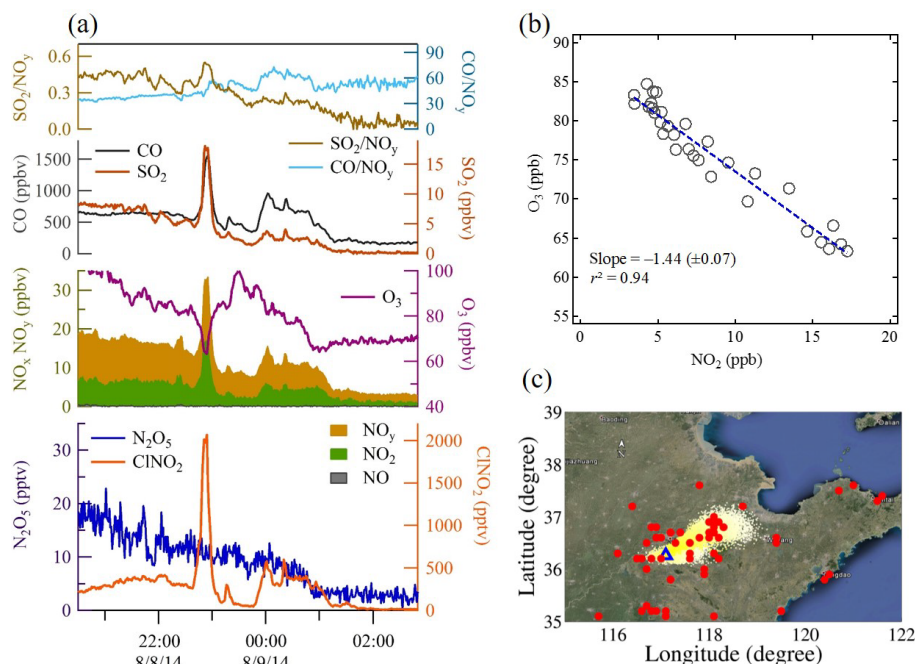 (a)
SO2/NOy
0.6
0.3
0.0
90
60
30
0
CO/NOy
CO
SO2
SO2/NOy
CO/NOy
CO (ppbv)
1500
1000
500
0
15
10
5
0
SO2 (ppbv)
NOx NOy (ppbv)
30
20
10
0
O3
100
80
60
40
O3 (ppbv)
N2O5
ClNO2
NOy
NO2
NO
N2O5 (pptv)
30
20
10
0
2000
1500
1000
500
0
ClNO2 (pptv)
22:00
8/8/14
00:00
8/9/14
02:00
(b)
O3 (ppb)
90
85
80
75
70
65
60
55
Slope = –1.44 (±0.07)
r2 = 0.94
0
5
10
15
20
NO2 (ppb)
(c)
Latitude (degree)
39
38
37
36
35
N
116
118
120
122
Longitude (degree)